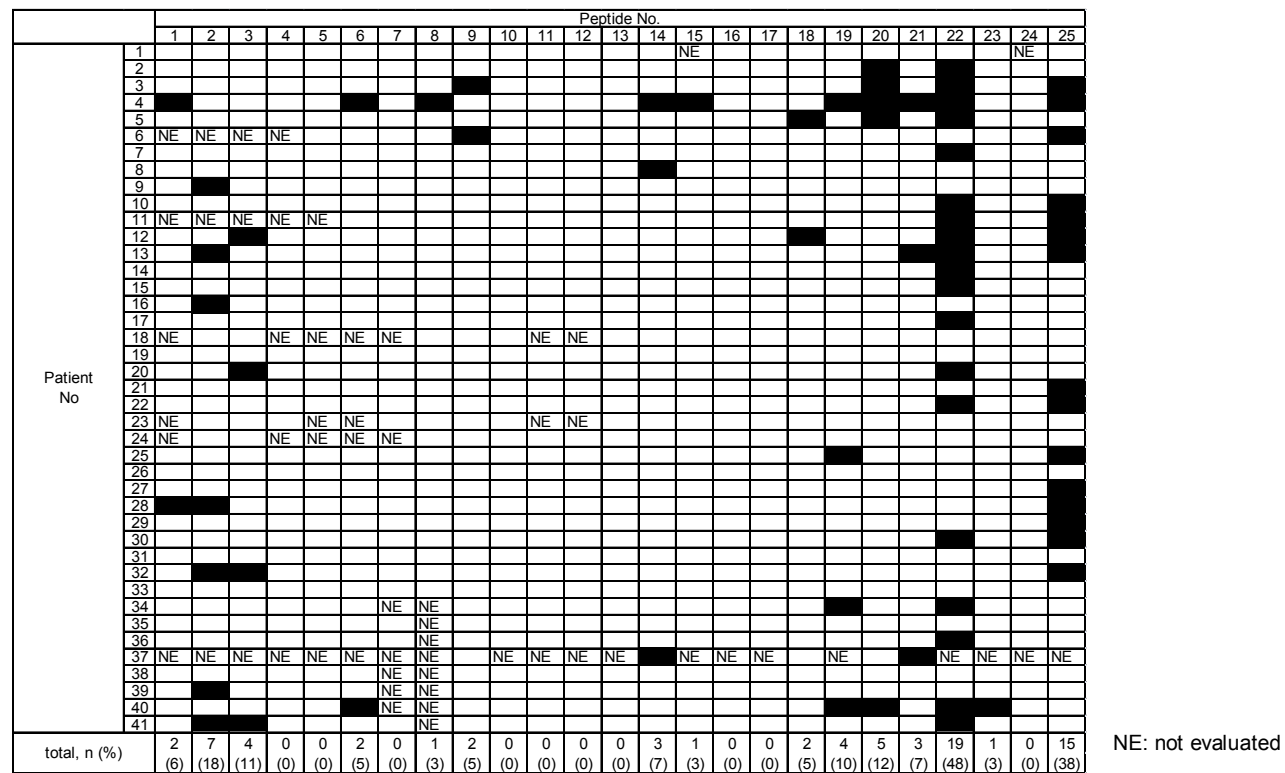 Peptide No.
1 2 3 4 5 6 7 8 9 10 11 12 13 14 15 16 17 18 19 20 21 22 23 24 25
1 NE NE
2
3
4
5
6 NE NE NE NE
7
8
9
10
11 NE NE NE NE NE
12
13
14
15
16
17
18 NE NE NE NE NE NE NE
19
Patient No
20
21
22
23 NE NE NE NE NE
24 NE NE NE NE NE
25
26
27
28
29
30
31
32
33
34 NE NE
35 NE
36 NE
37 NE NE NE NE NE NE NE NE NE NE NE NE NE NE NE NE NE NE NE NE
38 NE NE
39 NE NE
40 NE NE
41 NE
total, n (%) 2 7 4 0 0 2 0 1 2 0 0 0 0 3 1 0 0 2 4 5 3 19 1 0 15
(6) (18) (11) (0) (0) (5) (0) (3) (5) (0) (0) (0) (0) (7) (3) (0) (0) (5) (10) (12) (7) (48) (3) (0) (38)
NE: not evaluated